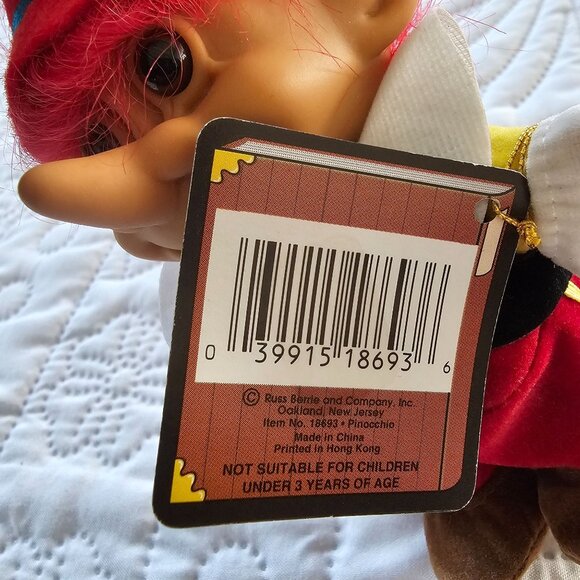 0 39915 18693 6
© Russ Berrie and Company, Inc.
Oakland, New Jersey
Item No. 18693 • Pinocchio
Made in China
Printed in Hong Kong
NOT SUITABLE FOR CHILDREN
UNDER 3 YEARS OF AGE